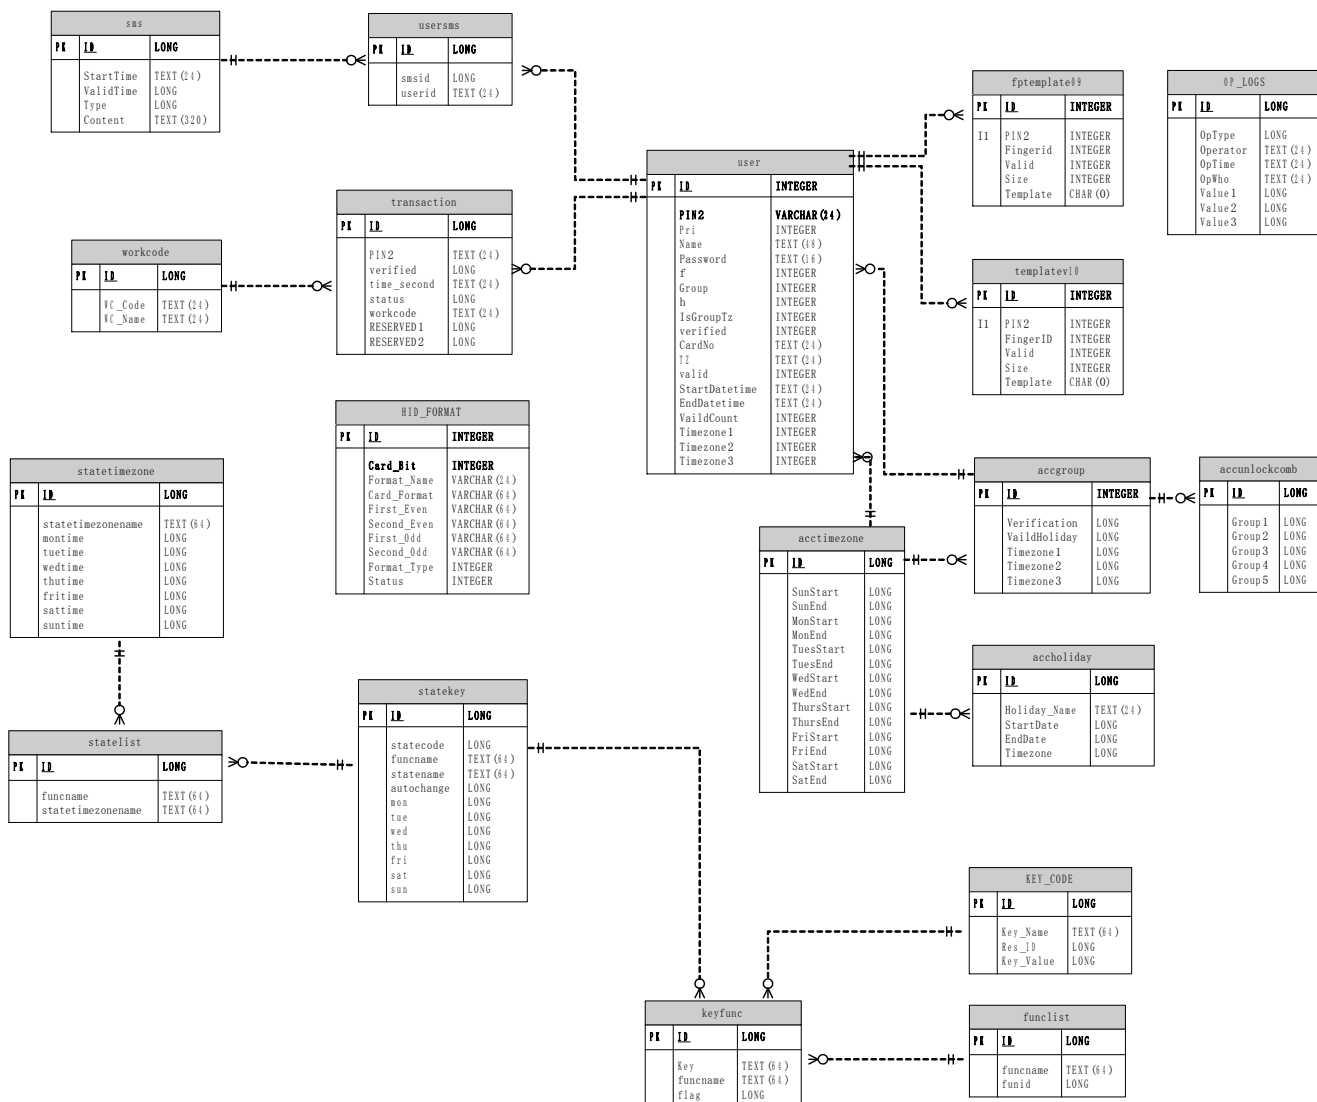 sms
PK ID LONG
StartTime TEXT(24)
ValidTime LONG
Type LONG
Content TEXT(320)
usersms
PK ID LONG
smsid LONG
userid TEXT(24)
fptemplate09
PK ID INTEGER
I1 PIN2 INTEGER
Fingerid INTEGER
Valid INTEGER
Size INTEGER
Template CHAR(0)
OP_LOGS
PK ID LONG
OpType LONG
Operator TEXT(24)
OpTime TEXT(24)
OpWho TEXT(24)
Value1 LONG
Value2 LONG
Value3 LONG
user
PK ID INTEGER
PIN2 VARCHAR(24)
Pri INTEGER
Name TEXT(48)
Password TEXT(16)
f INTEGER
Group INTEGER
h INTEGER
IsGroupTz INTEGER
verified INTEGER
CardNo TEXT(24)
TZ TEXT(24)
valid INTEGER
StartDatetime TEXT(24)
EndDatetime TEXT(24)
VaildCount INTEGER
Timezone1 INTEGER
Timezone2 INTEGER
Timezone3 INTEGER
transaction
PK ID LONG
PIN2 TEXT(24)
verified LONG
time_second TEXT(24)
status LONG
workcode TEXT(24)
RESERVED1 LONG
RESERVED2 LONG
workcode
PK ID LONG
WC_Code TEXT(24)
WC_Name TEXT(24)
templatev10
PK ID INTEGER
I1 PIN2 INTEGER
FingerID INTEGER
Valid INTEGER
Size INTEGER
Template CHAR(0)
HID_FORMAT
PK ID INTEGER
Card_Bit INTEGER
Format_Name VARCHAR(24)
Card_Format VARCHAR(64)
First_Even VARCHAR(64)
Second_Even VARCHAR(64)
First_Odd VARCHAR(64)
Second_Odd VARCHAR(64)
Format_Type INTEGER
Status INTEGER
statetimezone
PK ID LONG
statetimezonename TEXT(64)
montime LONG
tuetime LONG
wedtime LONG
thutime LONG
fritime LONG
sattime LONG
suntime LONG
accgroup
PK ID INTEGER
Verification LONG
VaildHoliday LONG
Timezone1 LONG
Timezone2 LONG
Timezone3 LONG
accunlockcomb
PK ID LONG
Group1 LONG
Group2 LONG
Group3 LONG
Group4 LONG
Group5 LONG
acctimezone
PK ID LONG
SunStart LONG
SunEnd LONG
MonStart LONG
MonEnd LONG
TuesStart LONG
TuesEnd LONG
WedStart LONG
WedEnd LONG
ThursStart LONG
ThursEnd LONG
FriStart LONG
FriEnd LONG
SatStart LONG
SatEnd LONG
accholiday
PK ID LONG
Holiday_Name TEXT(24)
StartDate LONG
EndDate LONG
Timezone LONG
statekey
PK ID LONG
statecode LONG
funcname TEXT(64)
statename TEXT(64)
autochange LONG
mon LONG
tue LONG
wed LONG
thu LONG
fri LONG
sat LONG
sun LONG
statelist
PK ID LONG
funcname TEXT(64)
statetimezonename TEXT(64)
KEY_CODE
PK ID LONG
Key_Name TEXT(64)
Res_ID LONG
Key_Value LONG
keyfunc
PK ID LONG
Key TEXT(64)
funcname TEXT(64)
flag LONG
funclist
PK ID LONG
funcname TEXT(64)
funid LONG